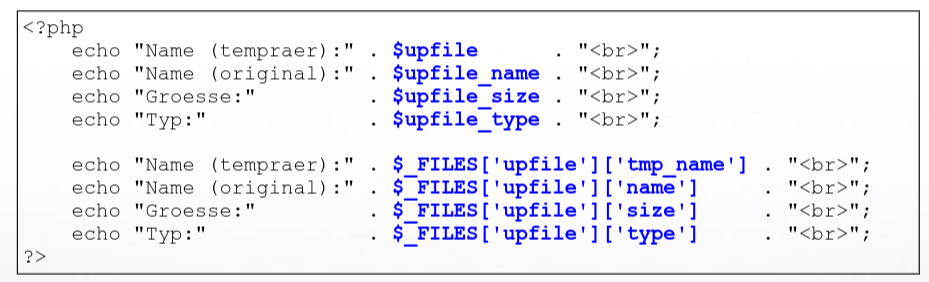 <?php
    echo "Name (tempraer):" . $upfile      . "<br>";
    echo "Name (original):" . $upfile_name . "<br>";
    echo "Groesse:"         . $upfile_size . "<br>";
    echo "Typ:"             . $upfile_type . "<br>";

    echo "Name (tempraer):" . $_FILES['upfile']['tmp_name'] . "<br>";
    echo "Name (original):" . $_FILES['upfile']['name']     . "<br>";
    echo "Groesse:"         . $_FILES['upfile']['size']     . "<br>";
    echo "Typ:"             . $_FILES['upfile']['type']     . "<br>";
?>